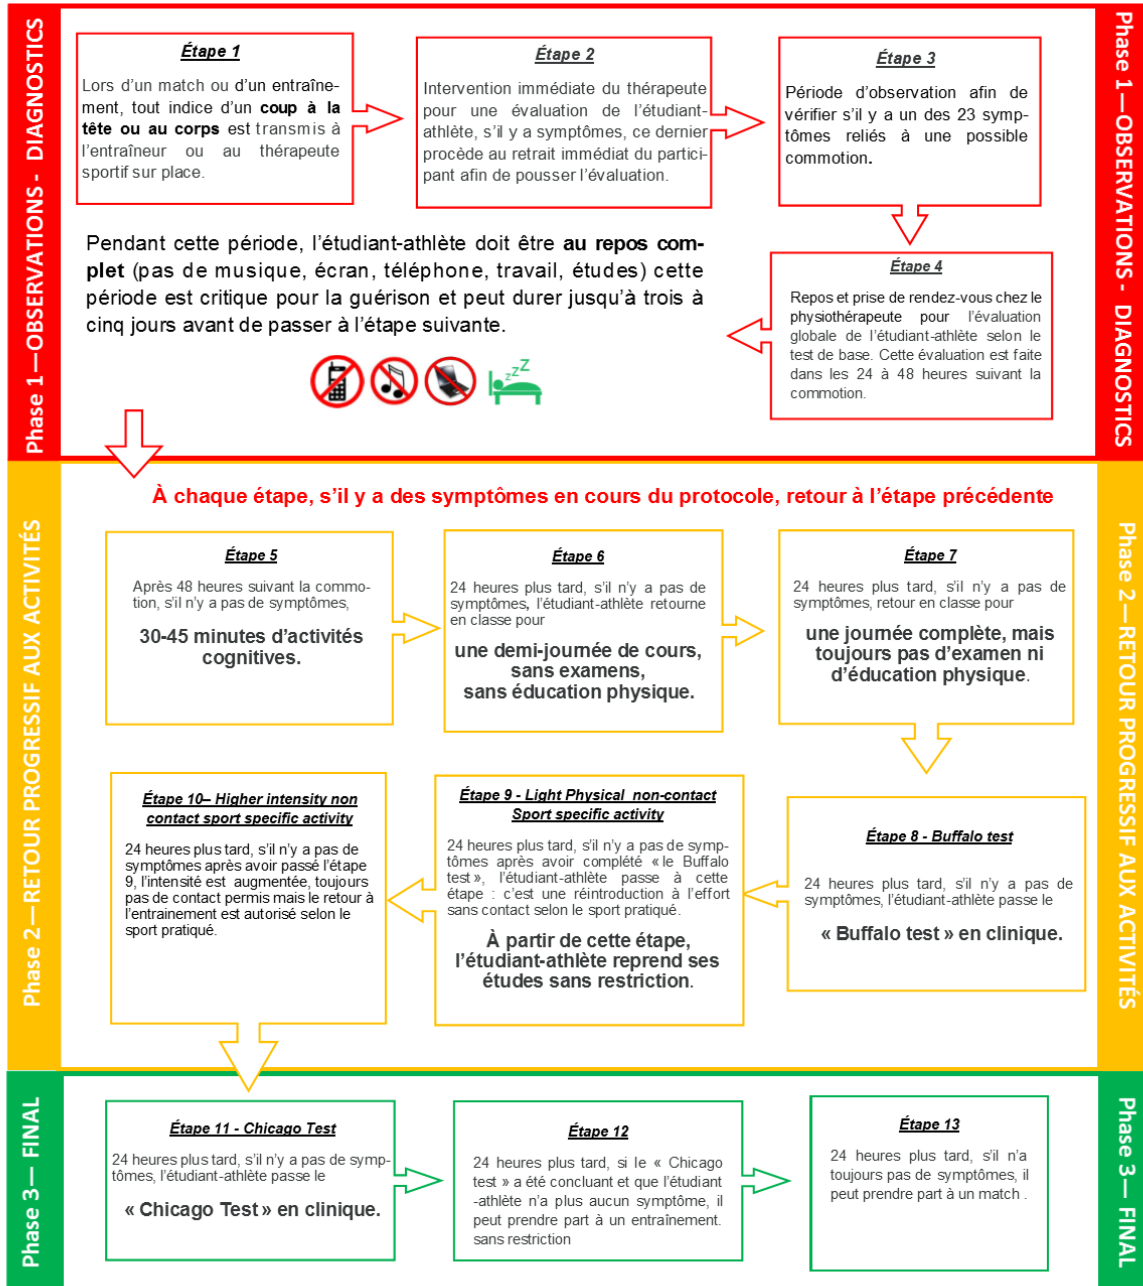 Phase 1—OBSERVATIONS - DIAGNOSTICS
Étape 1
Lors d'un match ou d'un entraîne-
ment, tout indice d'un coup à la
tête ou au corps est transmis à
l'entraîneur ou au thérapeute
sportif sur place.
Étape 2
Intervention immédiate du thérapeute
pour une évaluation de l'étudiant-
athlète, s'il y a symptômes, ce dernier
procède au retrait immédiat du partici-
pant afin de pousser l'évaluation.
Étape 3
Période d'observation afin de
vérifier s'il y a un des 23 symp-
tômes reliés à une possible
commotion.
Étape 4
Repos et prise de rendez-vous chez le
physiothérapeute pour l'évaluation
globale de l'étudiant-athlète selon le
test de base. Cette évaluation est faite
dans les 24 à 48 heures suivant la
commotion.
Pendant cette période, l'étudiant-athlète doit être au repos com-
plet (pas de musique, écran, téléphone, travail, études) cette
période est critique pour la guérison et peut durer jusqu'à trois à
cinq jours avant de passer à l'étape suivante.
zzZ
Phase 1—OBSERVATIONS - DIAGNOSTICS
Phase 2—RETOUR PROGRESSIF AUX ACTIVITÉS
À chaque étape, s'il y a des symptômes en cours du protocole, retour à l'étape précédente
Étape 5
Après 48 heures suivant la commo-
tion, s'il n'y a pas de symptômes,
30-45 minutes d'activités
cognitives.
Étape 6
24 heures plus tard, s'il n'y a pas de
symptômes, l'étudiant-athlète retourne
en classe pour
une demi-journée de cours,
sans examens,
sans éducation physique.
Étape 7
24 heures plus tard, s'il n'y a pas de
symptômes, retour en classe pour
une journée complète, mais
toujours pas d'examen ni
d'éducation physique.
Étape 8 - Buffalo test
24 heures plus tard, s'il n'y a pas de
symptômes, l'étudiant-athlète passe le
« Buffalo test » en clinique.
Étape 9 - Light Physical non-contact
Sport specific activity
24 heures plus tard, s'il n'y a pas de symp-
tômes après avoir complété « le Buffalo
test », l'étudiant-athlète passe à cette
étape : c'est une réintroduction à l'effort
sans contact selon le sport pratiqué.
À partir de cette étape,
l'étudiant-athlète reprend ses
études sans restriction.
Étape 10– Higher intensity non
contact sport specific activity
24 heures plus tard, s'il n'y a pas de
symptômes après avoir passé l'étape
9, l'intensité est augmentée, toujours
pas de contact permis mais le retour à
l'entrainement est autorisé selon le
sport pratiqué.
Phase 2—RETOUR PROGRESSIF AUX ACTIVITÉS
Phase 3— FINAL
Étape 11 - Chicago Test
24 heures plus tard, s'il n'y a pas de symp-
tômes, l'étudiant-athlète passe le
« Chicago Test » en clinique.
Étape 12
24 heures plus tard, si le « Chicago
test » a été concluant et que l'étudiant
-athlète n'a plus aucun symptôme, il
peut prendre part à un entraînement.
sans restriction
Étape 13
24 heures plus tard, s'il n'a
toujours pas de symptômes, il
peut prendre part à un match .
Phase 3— FINAL